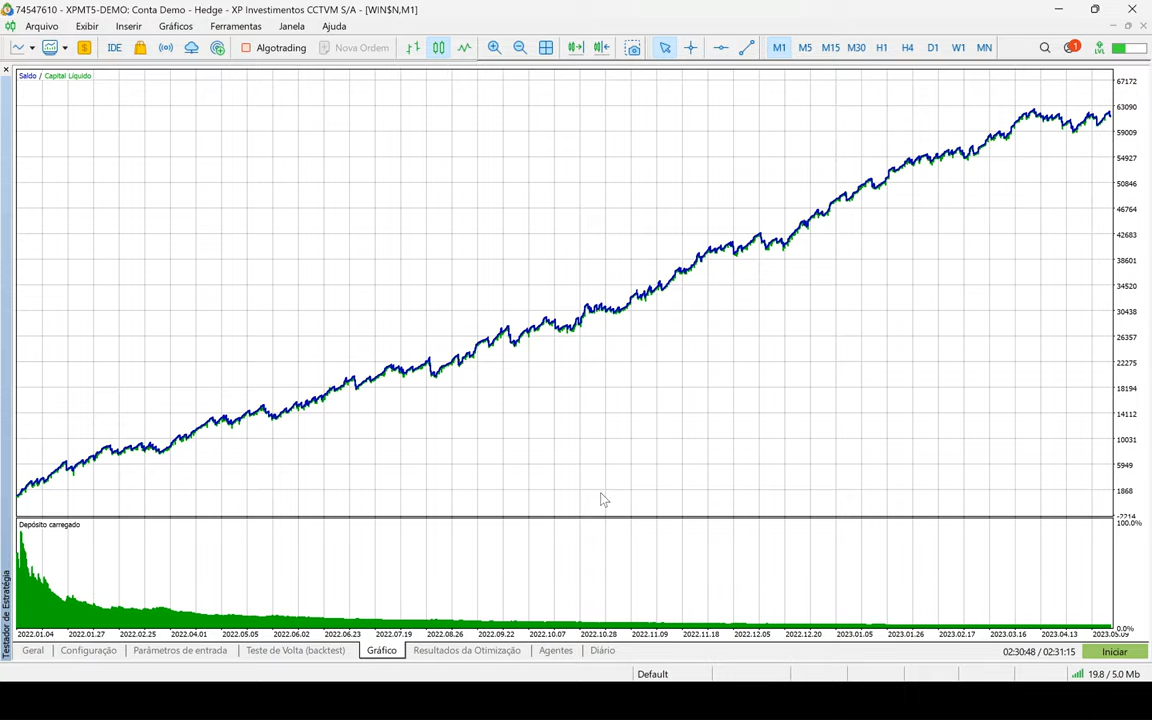 74547610 - XPMT5-DEMO: Conta Demo - Hedge - XP Investimentos CCTVM S/A - [WIN$N,M1]
Arquivo Exibir Inserir Gráficos Ferramentas Janela Ajuda
IDE Algotrading Nova Ordem M1 M5 M15 M30 H1 H4 D1 W1 MN 1 LVL
Saldo / Capital Líquido
67172
63090
59009
54927
50846
46764
42683
38601
34520
30438
26357
22275
18194
14112
10031
5949
1868
-2214
Depósito carregado
100.0%
0.0%
2022.01.04 2022.01.27 2022.02.25 2022.04.01 2022.05.05 2022.06.02 2022.06.23 2022.07.19 2022.08.26 2022.09.22 2022.10.07 2022.10.28 2022.11.09 2022.11.18 2022.12.05 2022.12.20 2023.01.05 2023.01.26 2023.02.17 2023.03.16 2023.04.13 2023.05.09
Testador de Estratégia
Geral Configuração Parâmetros de entrada Teste de Volta (backtest) Gráfico Resultados da Otimização Agentes Diário 02:30:48 / 02:31:15 Iniciar
Default 19.8 / 5.0 Mb